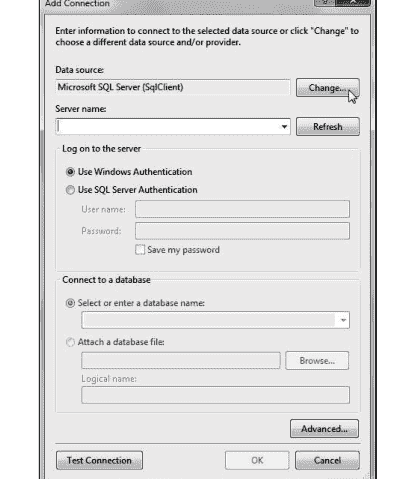 Add Connection
Enter information to connect to the selected data source or click "Change" to
choose a different data source and/or provider.
Data source:
Microsoft SQL Server (SqlClient)
Change...
Server name:
Refresh
Log on to the server
Use Windows Authentication
Use SQL Server Authentication
User name:
Password:
Save my password
Connect to a database
Select or enter a database name:
Attach a database file:
Browse...
Logical name:
Advanced...
Test Connection
OK
Cancel